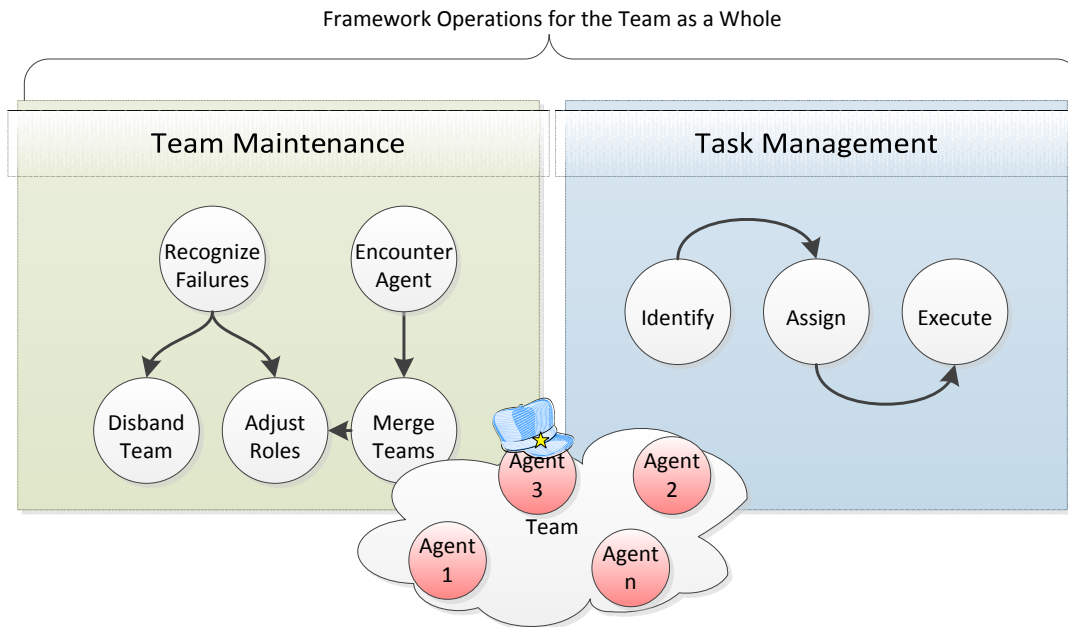 Framework Operations for the Team as a Whole
Team Maintenance
Task Management
Recognize
Failures
Encounter
Agent
Identify
Assign
Execute
Disband
Team
Adjust
Roles
Merge
Teams
Agent
3
Agent
2
Team
Agent
1
Agent
n